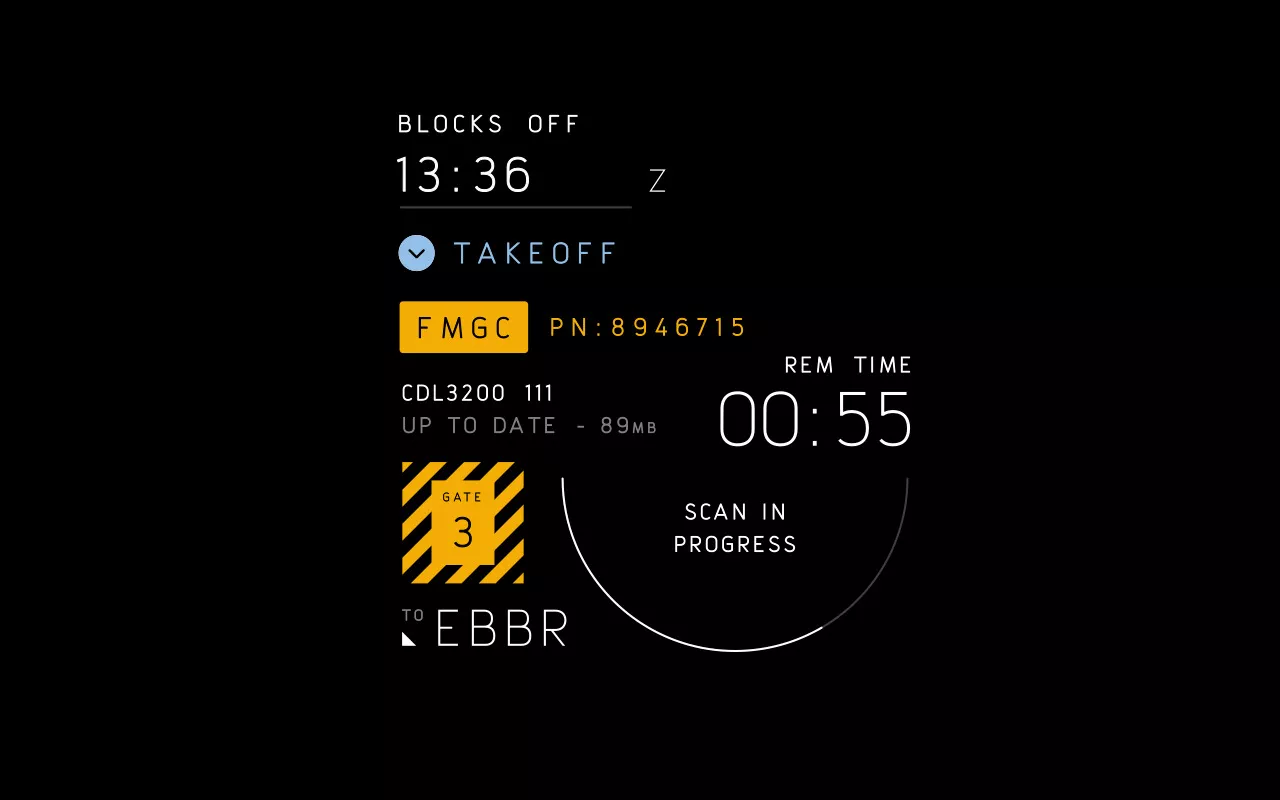 BLOCKS OFF
13:36 Z
TAKEOFF
FMGC PN:8946715
REM TIME
00:55
CDL3200 111
UP TO DATE - 89MB
GATE
3
SCAN IN
PROGRESS
TO
EBBR